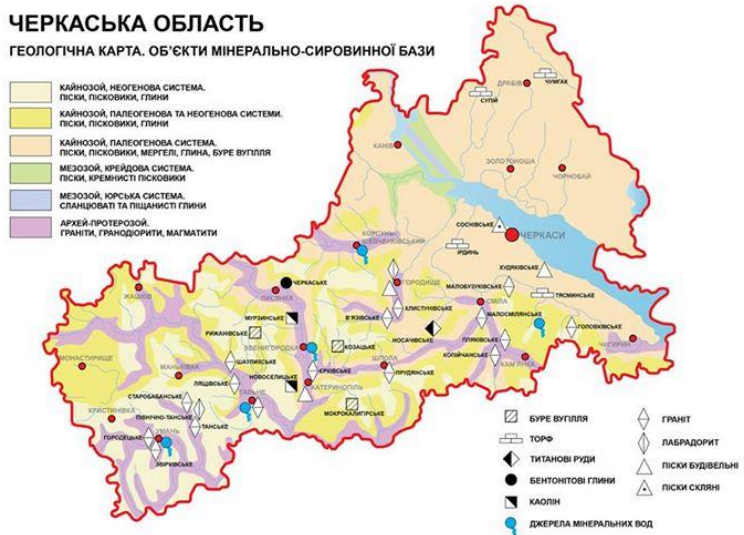 ЧЕРКАСЬКА ОБЛАСТЬ
ГЕОЛОГІЧНА КАРТА. ОБ'ЄКТИ МІНЕРАЛЬНО-СИРОВИННОЇ БАЗИ
КАЙНОЗОЙ, НЕОГЕНОВА СИСТЕМА.
ПІСКИ, ПІСКОВИКИ, ГЛИНИ
КАЙНОЗОЙ, ПАЛЕОГЕНОВА ТА НЕОГЕНОВА СИСТЕМИ.
ПІСКИ, ПІСКОВИКИ, ГЛИНИ
КАЙНОЗОЙ, ПАЛЕОГЕНОВА СИСТЕМА.
ПІСКИ, ПІСКОВИКИ, МЕРГЕЛІ, ГЛИНА, БУРЕ ВУГІЛЛЯ
МЕЗОЗОЙ, КРЕЙДОВА СИСТЕМА.
ПІСКИ, КРЕМНИСТІ ПІСКОВИКИ
МЕЗОЗОЙ, ЮРСЬКА СИСТЕМА.
СЛАНЦЮВАТІ ТА ПІЩАНИСТІ ГЛИНИ
АРХЕЙ-ПРОТЕРОЗОЙ.
ГРАНІТИ, ГРАНОДІОРИТИ, МАГМАТИТИ
ДРАБІВ
ЧУМГАК
СУПІЙ
КАНІВ
ЗОЛОТОНОША
ЧОРНОБАЙ
СОСНІВСЬКЕ
ЧЕРКАСИ
КОРСУНЬ
ШЕВЧЕНКІВСЬКИЙ
ІРДИНЬ
ХУДЯКІВСЬКЕ
ЧЕРКАСЬКЕ
ГОРОДИЩЕ
МАЛОБУЗУКІВСЬКЕ
ТЯСМИНСЬКЕ
ЖАШКІВ
ЛИСЯНКА
ХЛИСТУНІВСЬКЕ
СМІЛА
МУРЗИНСЬКЕ
В'ЯЗІВСЬКЕ
МАЛОСМІЛЯНСЬКЕ
ГОЛОВКІВСЬКЕ
РИЖАНІВСЬКЕ
НОСАЧІВСЬКЕ
ПЛЯКІВСЬКЕ
ЧИГИРИН
ЗВЕНИГОРОДКА
КОЗАЦЬКЕ
КОПІЙЧАНСЬКЕ
МОНАСТИРИЩЕ
ШАУЛИХСЬКЕ
ШПОЛА
КАМ'ЯНКА
МАНЬКІВКА
ЄРКІВСЬКЕ
ПРУДЯНСЬКЕ
ЛЯЩІВСЬКЕ
НОВОСЕЛИЦЬКЕ
КАТЕРИНОПІЛЬ
СТАРОБАБАНСЬКЕ
ТАЛЬНЕ
МОКРОКАЛИГІРСЬКЕ
ХРИСТИНІВКА
ПІВНІЧНО-ТАНСЬКЕ
УМАНЬ
ТАНСЬКЕ
ГОРОДЕЦЬКЕ
ЗВІРКІВСЬКЕ
БУРЕ ВУГІЛЛЯ
ТОРФ
ТИТАНОВІ РУДИ
БЕНТОНІТОВІ ГЛИНИ
КАОЛІН
ДЖЕРЕЛА МІНЕРАЛЬНИХ ВОД
ГРАНІТ
ЛАБРАДОРИТ
ПІСКИ БУДІВЕЛЬНІ
ПІСКИ СКЛЯНІ